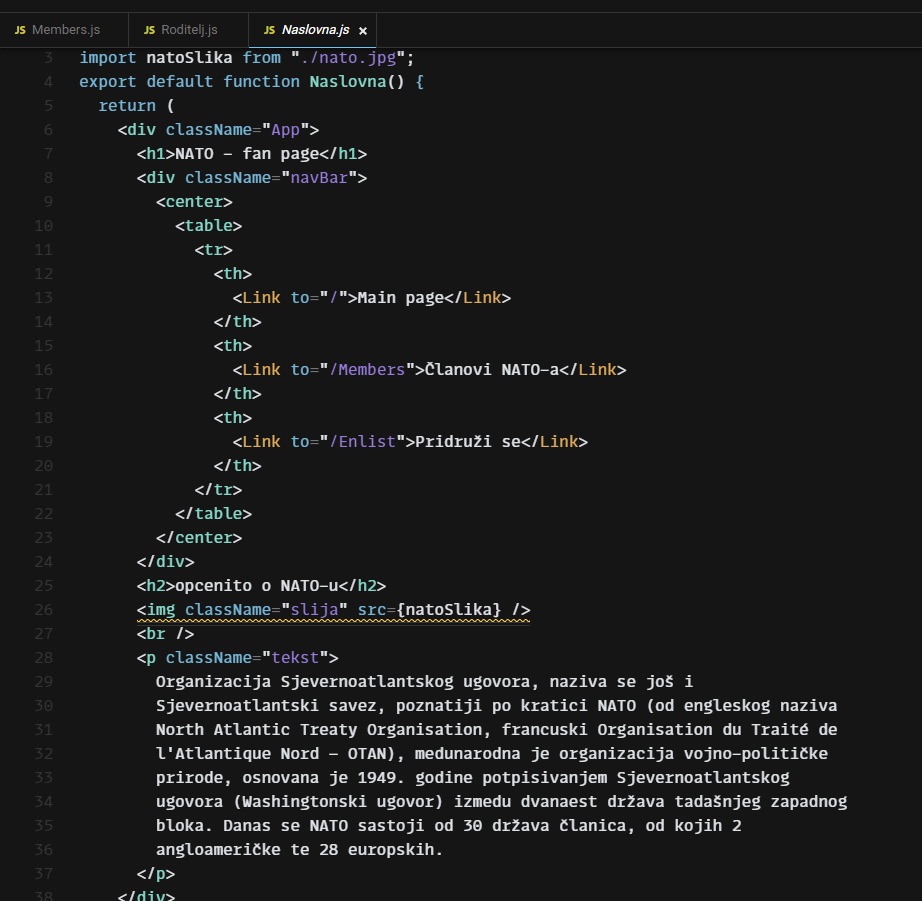 JS Members.js JS Roditelj.js JS Naslovna.js ×
3 import natoSlika from "./nato.jpg";
4 export default function Naslovna() {
5 return (
6 <div className="App">
7 <h1>NATO - fan page</h1>
8 <div className="navBar">
9 <center>
10 <table>
11 <tr>
12 <th>
13 <Link to="/">Main page</Link>
14 </th>
15 <th>
16 <Link to="/Members">Članovi NATO-a</Link>
17 </th>
18 <th>
19 <Link to="/Enlist">Pridruži se</Link>
20 </th>
21 </tr>
22 </table>
23 </center>
24 </div>
25 <h2>opcenito o NATO-u</h2>
26 <img className="slija" src={natoSlika} />
27 <br />
28 <p className="tekst">
29 Organizacija Sjevernoatlantskog ugovora, naziva se još i
30 Sjevernoatlantski savez, poznatiji po kratici NATO (od engleskog naziva
31 North Atlantic Treaty Organisation, francuski Organisation du Traité de
32 l'Atlantique Nord - OTAN), medunarodna je organizacija vojno-političke
33 prirode, osnovana je 1949. godine potpisivanjem Sjevernoatlantskog
34 ugovora (Washingtonski ugovor) izmedu dvanaest država tadašnjeg zapadnog
35 bloka. Danas se NATO sastoji od 30 država članica, od kojih 2
36 angloameričke te 28 europskih.
37 </p>
38 </div>